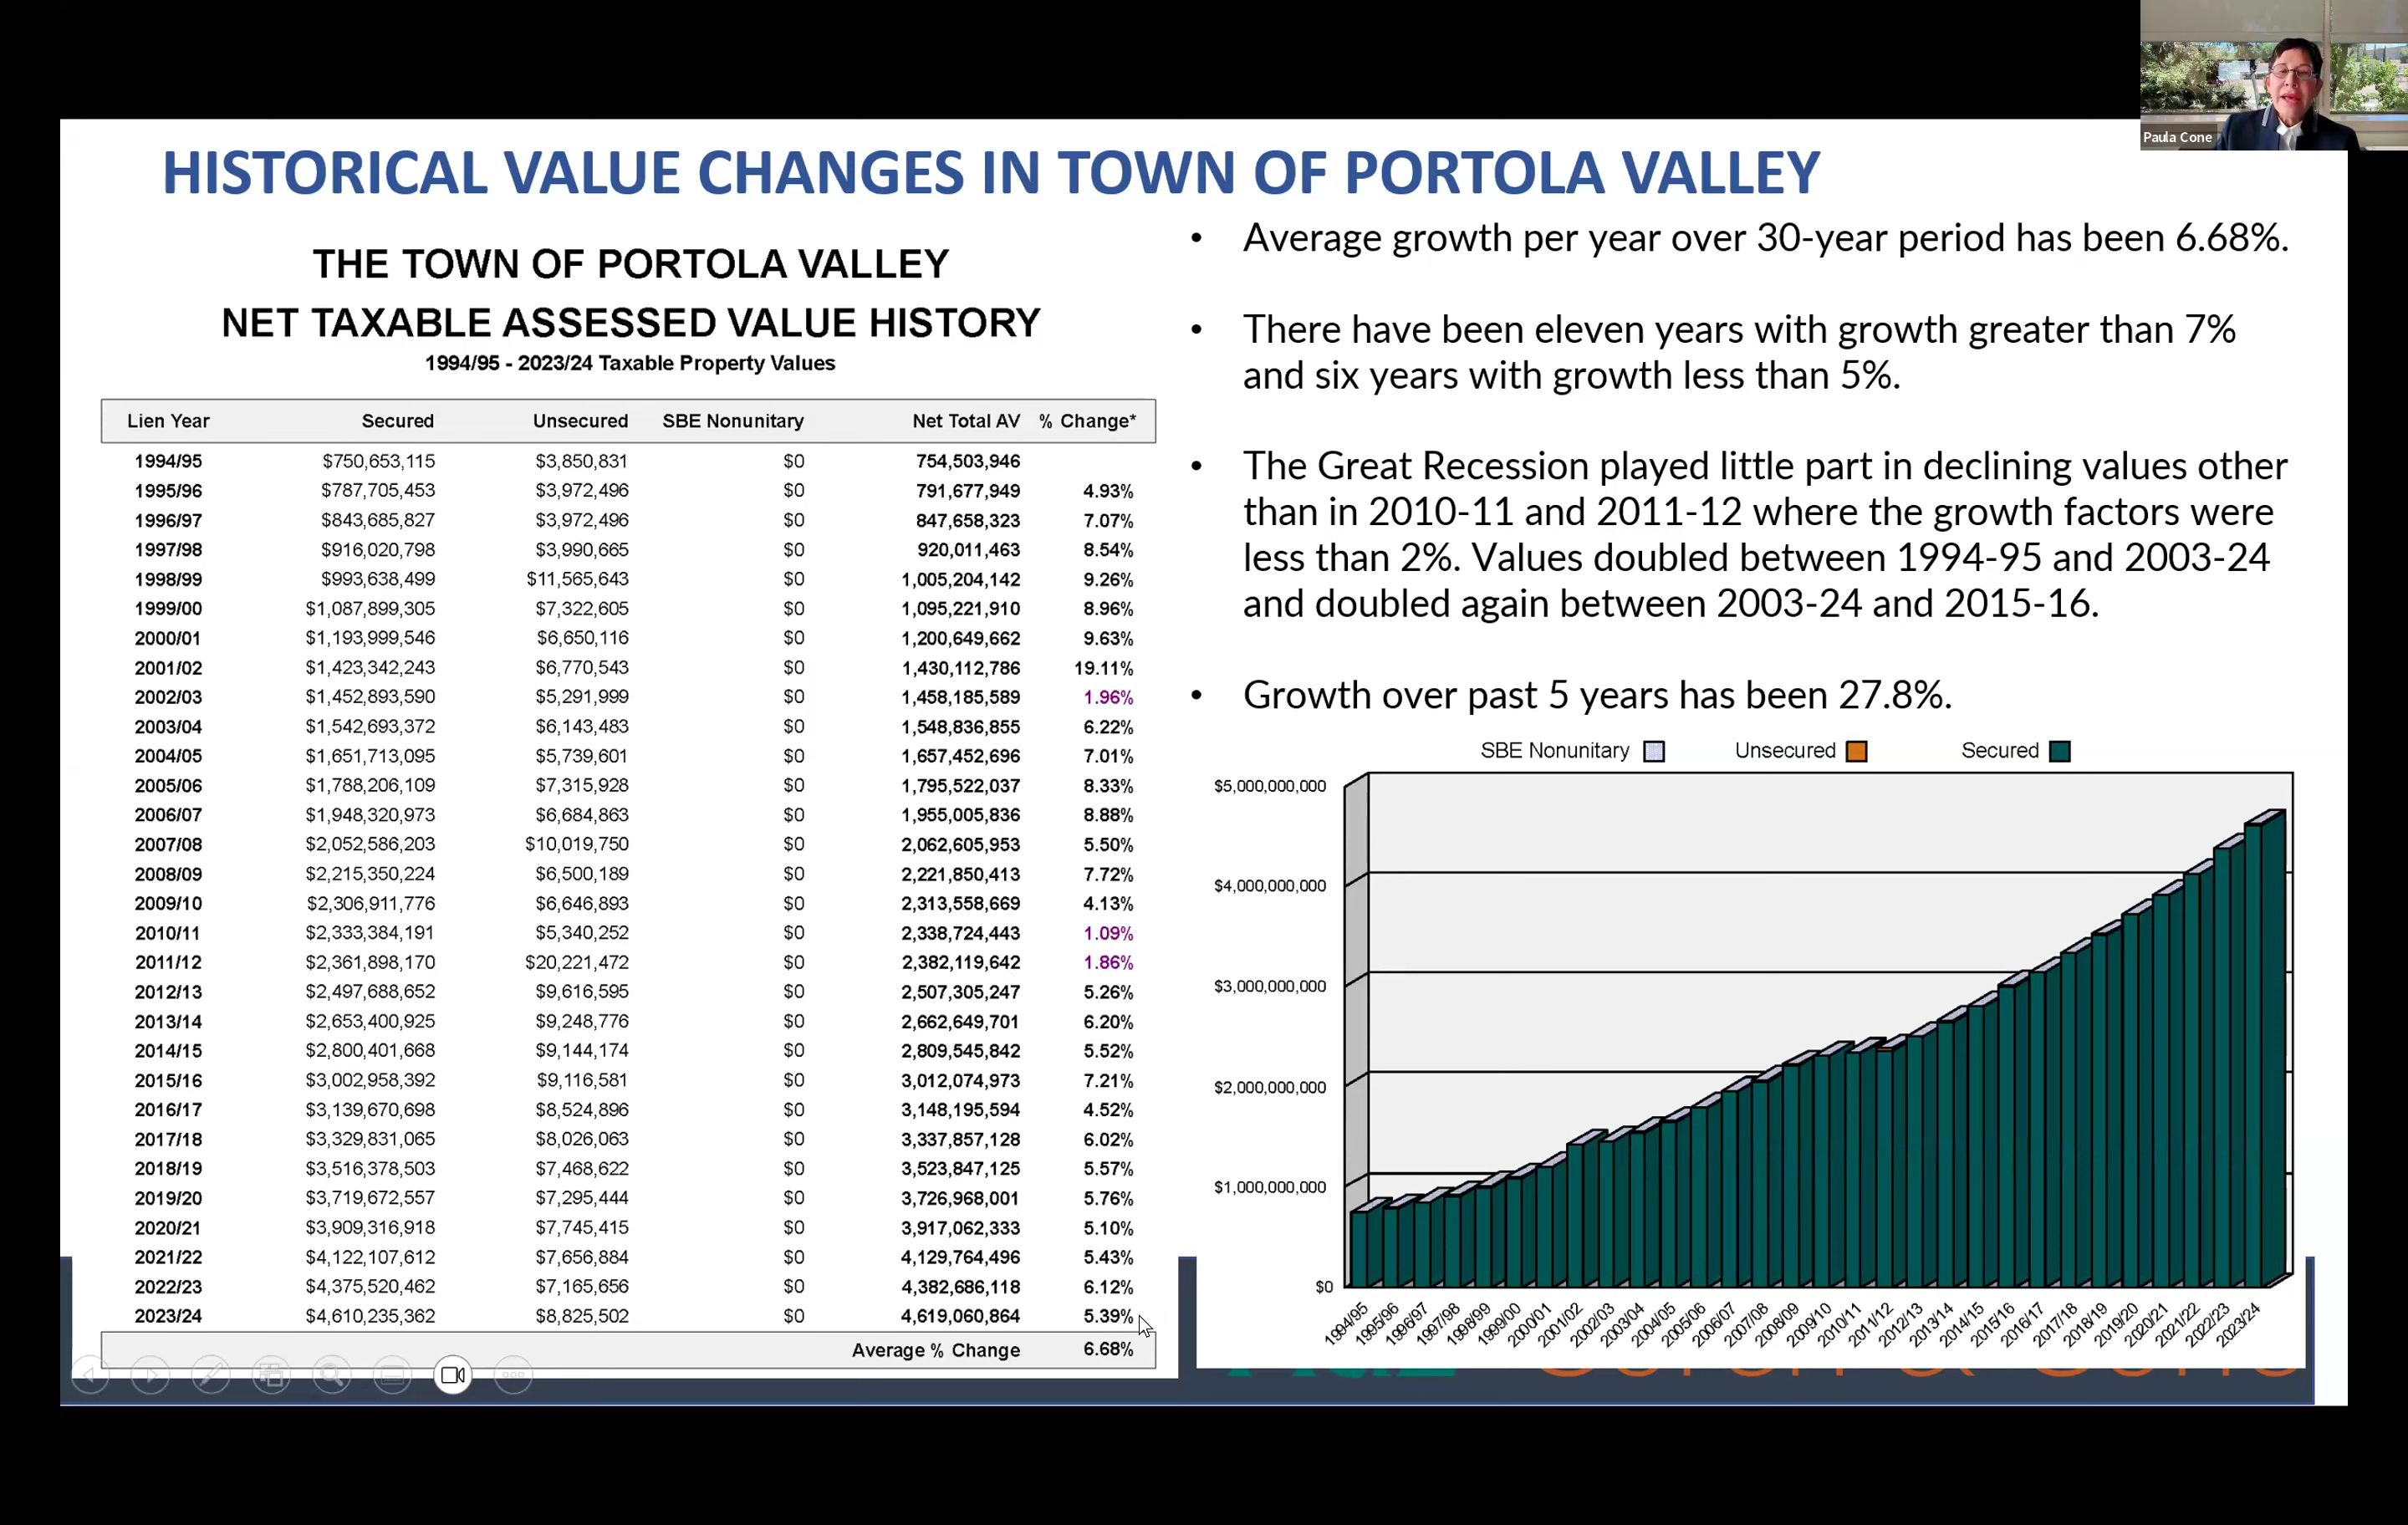 Paula Cone
HISTORICAL VALUE CHANGES IN TOWN OF PORTOLA VALLEY
THE TOWN OF PORTOLA VALLEY
NET TAXABLE ASSESSED VALUE HISTORY
1994/95 - 2023/24 Taxable Property Values
Lien Year Secured Unsecured SBE Nonunitary Net Total AV % Change*
1994/95 $750,653,115 $3,850,831 $0 754,503,946
1995/96 $787,705,453 $3,972,496 $0 791,677,949 4.93%
1996/97 $843,685,827 $3,972,496 $0 847,658,323 7.07%
1997/98 $916,020,798 $3,990,665 $0 920,011,463 8.54%
1998/99 $993,638,499 $11,565,643 $0 1,005,204,142 9.26%
1999/00 $1,087,899,305 $7,322,605 $0 1,095,221,910 8.96%
2000/01 $1,193,999,546 $6,650,116 $0 1,200,649,662 9.63%
2001/02 $1,423,342,243 $6,770,543 $0 1,430,112,786 19.11%
2002/03 $1,452,893,590 $5,291,999 $0 1,458,185,589 1.96%
2003/04 $1,542,693,372 $6,143,483 $0 1,548,836,855 6.22%
2004/05 $1,651,713,095 $5,739,601 $0 1,657,452,696 7.01%
2005/06 $1,788,206,109 $7,315,928 $0 1,795,522,037 8.33%
2006/07 $1,948,320,973 $6,684,863 $0 1,955,005,836 8.88%
2007/08 $2,052,586,203 $10,019,750 $0 2,062,605,953 5.50%
2008/09 $2,215,350,224 $6,500,189 $0 2,221,850,413 7.72%
2009/10 $2,306,911,776 $6,646,893 $0 2,313,558,669 4.13%
2010/11 $2,333,384,191 $5,340,252 $0 2,338,724,443 1.09%
2011/12 $2,361,898,170 $20,221,472 $0 2,382,119,642 1.86%
2012/13 $2,497,688,652 $9,616,595 $0 2,507,305,247 5.26%
2013/14 $2,653,400,925 $9,248,776 $0 2,662,649,701 6.20%
2014/15 $2,800,401,668 $9,144,174 $0 2,809,545,842 5.52%
2015/16 $3,002,958,392 $9,116,581 $0 3,012,074,973 7.21%
2016/17 $3,139,670,698 $8,524,896 $0 3,148,195,594 4.52%
2017/18 $3,329,831,065 $8,026,063 $0 3,337,857,128 6.02%
2018/19 $3,516,378,503 $7,468,622 $0 3,523,847,125 5.57%
2019/20 $3,719,672,557 $7,295,444 $0 3,726,968,001 5.76%
2020/21 $3,909,316,918 $7,745,415 $0 3,917,062,333 5.10%
2021/22 $4,122,107,612 $7,656,884 $0 4,129,764,496 5.43%
2022/23 $4,375,520,462 $7,165,656 $0 4,382,686,118 6.12%
2023/24 $4,610,235,362 $8,825,502 $0 4,619,060,864 5.39%
Average % Change 6.68%
• Average growth per year over 30-year period has been 6.68%.
• There have been eleven years with growth greater than 7%
and six years with growth less than 5%.
• The Great Recession played little part in declining values other
than in 2010-11 and 2011-12 where the growth factors were
less than 2%. Values doubled between 1994-95 and 2003-24
and doubled again between 2003-24 and 2015-16.
• Growth over past 5 years has been 27.8%.
SBE Nonunitary Unsecured Secured
$5,000,000,000
$4,000,000,000
$3,000,000,000
$2,000,000,000
$1,000,000,000
$0
1994/95 1995/96 1996/97 1997/98 1998/99 1999/00 2000/01 2001/02 2002/03 2003/04 2004/05 2005/06 2006/07 2007/08 2008/09 2009/10 2010/11 2011/12 2012/13 2013/14 2014/15 2015/16 2016/17 2017/18 2018/19 2019/20 2020/21 2021/22 2022/23 2023/24